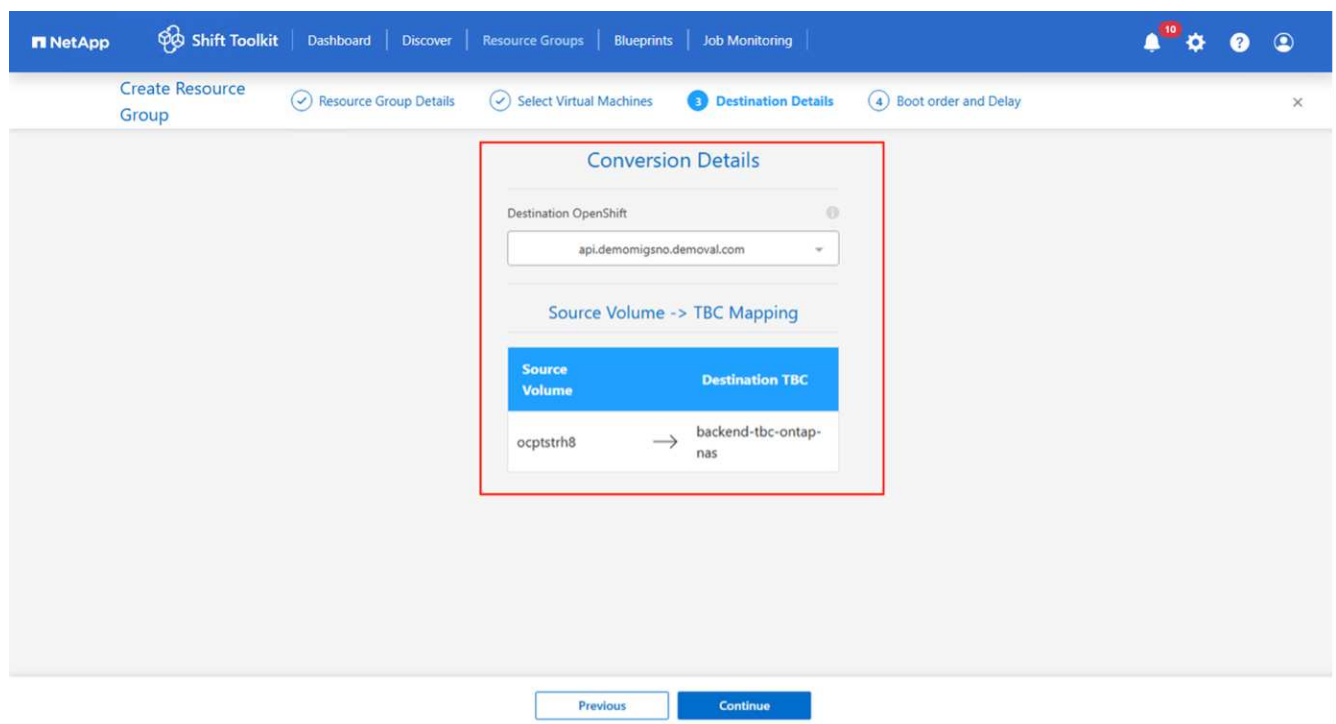 NetApp Shift Toolkit Dashboard Discover Resource Groups Blueprints Job Monitoring 10 ?
Create Resource
Group
Resource Group Details Select Virtual Machines 3 Destination Details 4 Boot order and Delay
Conversion Details
Destination OpenShift
api.demomigsno.demoval.com
Source Volume -> TBC Mapping
Source
Volume
Destination TBC
ocptstrh8
backend-tbc-ontap-
nas
Previous Continue